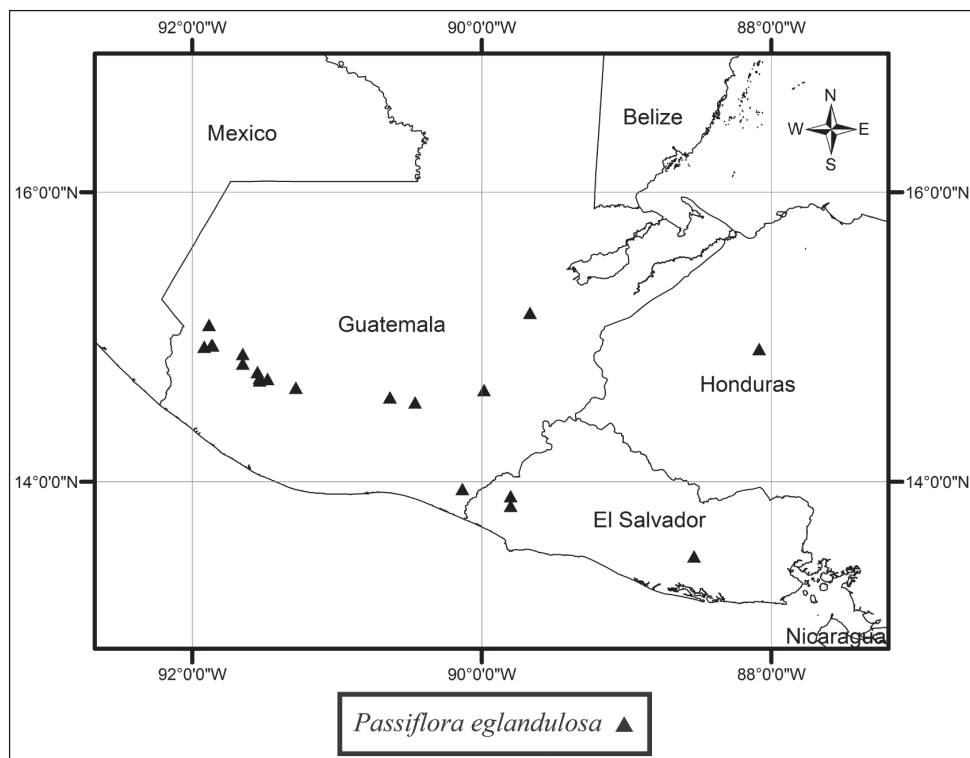 92°0'0"W 90°0'0"W 88°0'0"W
Mexico
Belize
N
W E
S
16°0'0"N 16°0'0"N
Guatemala
Honduras
14°0'0"N 14°0'0"N
El Salvador
Nicaragua
92°0'0"W 90°0'0"W 88°0'0"W
Passiflora eglandulosa